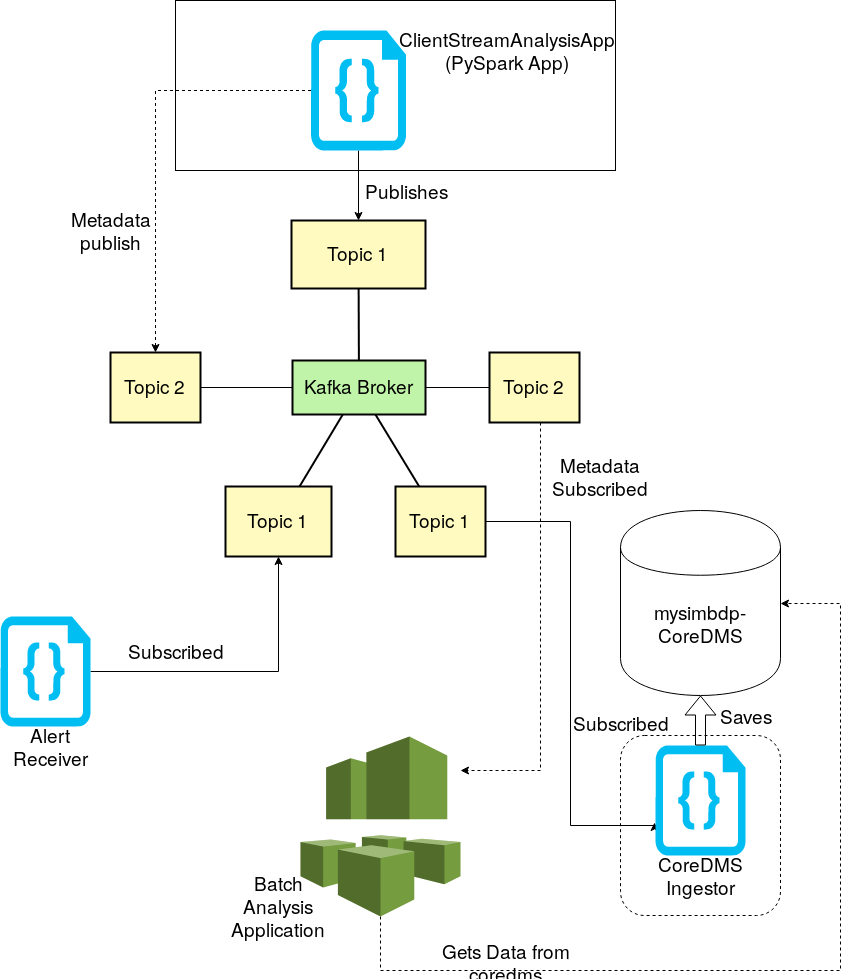 ClientStreamAnalysisApp
(PySpark App)
Publishes
Metadata
publish
Topic 1
Topic 2
Kafka Broker
Topic 2
Metadata
Subscribed
Topic 1
Topic 1
mysimbdp-
CoreDMS
Subscribed
Alert
Receiver
Subscribed
Saves
CoreDMS
Ingestor
Batch
Analysis
Application
Gets Data from
coredms